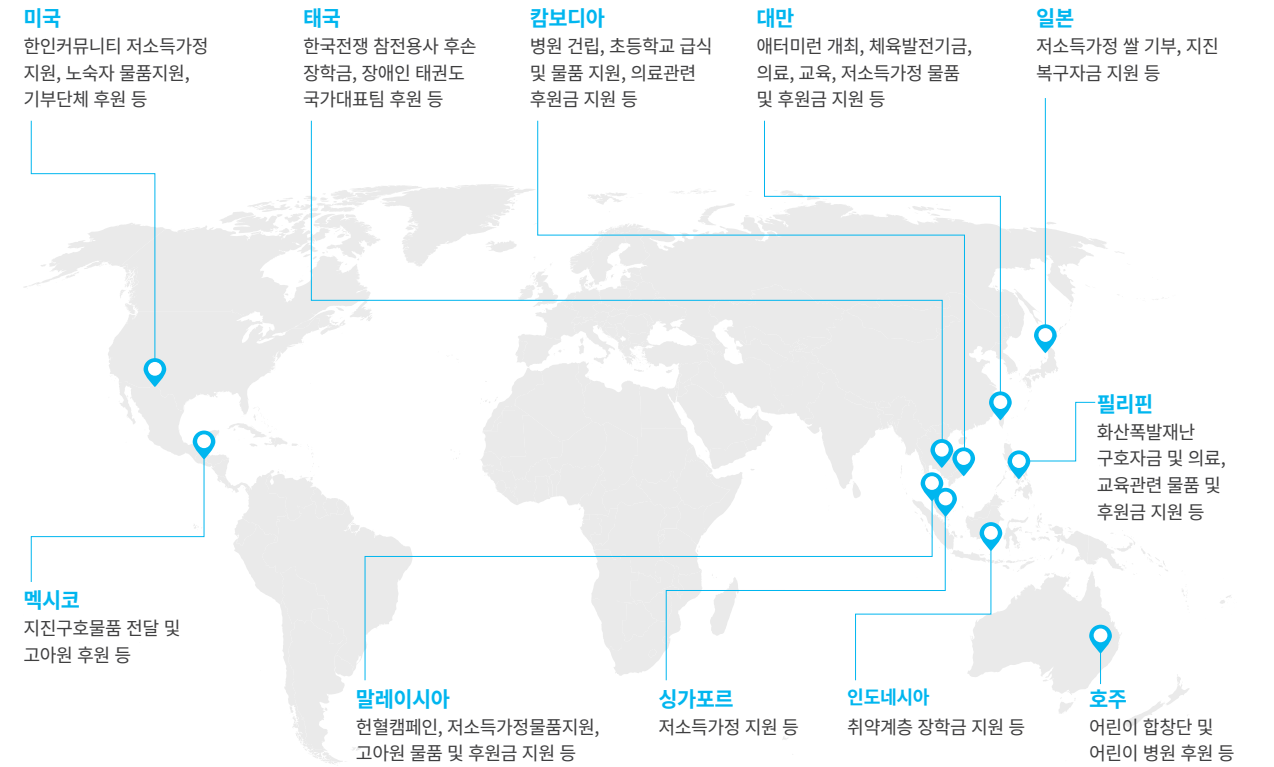 미국
한인커뮤니티 저소득가정
지원, 노숙자 물품지원,
기부단체 후원 등
태국
한국전쟁 참전용사 후손
장학금, 장애인 태권도
국가대표팀 후원 등
캄보디아
병원 건립, 초등학교 급식
및 물품 지원, 의료관련
후원금 지원 등
대만
애터미런 개최, 체육발전기금,
의료, 교육, 저소득가정 물품
및 후원금 지원 등
일본
저소득가정 쌀 기부, 지진
복구자금 지원 등
필리핀
화산폭발재난
구호자금 및 의료,
교육관련 물품 및
후원금 지원 등
멕시코
지진구호물품 전달 및
고아원 후원 등
말레이시아
헌혈캠페인, 저소득가정물품지원,
고아원 물품 및 후원금 지원 등
싱가포르
저소득가정 지원 등
인도네시아
취약계층 장학금 지원 등
호주
어린이 합창단 및
어린이 병원 후원 등